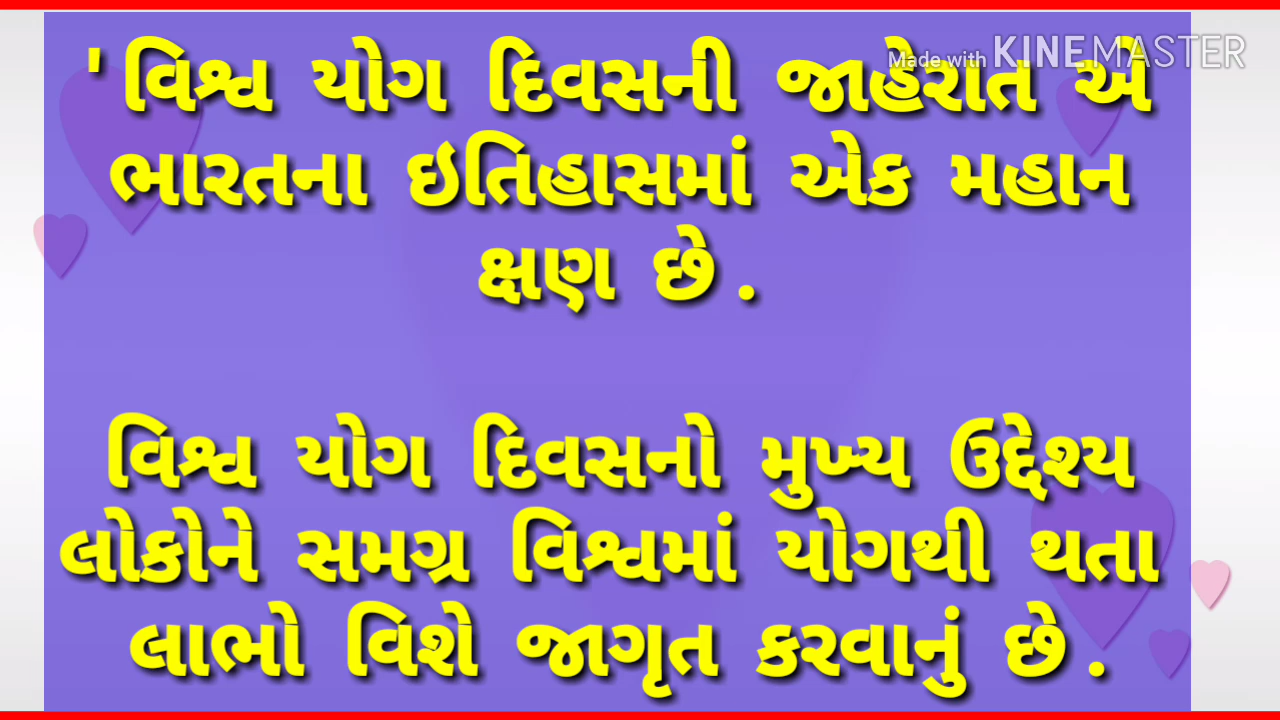 Made with KINEMASTER
' વિશ્વ યોગ દિવસની જાહેરાત એ
ભારતના ઇતિહાસમાં એક મહાન
ક્ષણ છે .
વિશ્વ યોગ દિવસનો મુખ્ય ઉદ્દેશ્ય
લોકોને સમગ્ર વિશ્વમાં યોગથી થતા
લાભો વિશે જાગૃત કરવાનું છે .